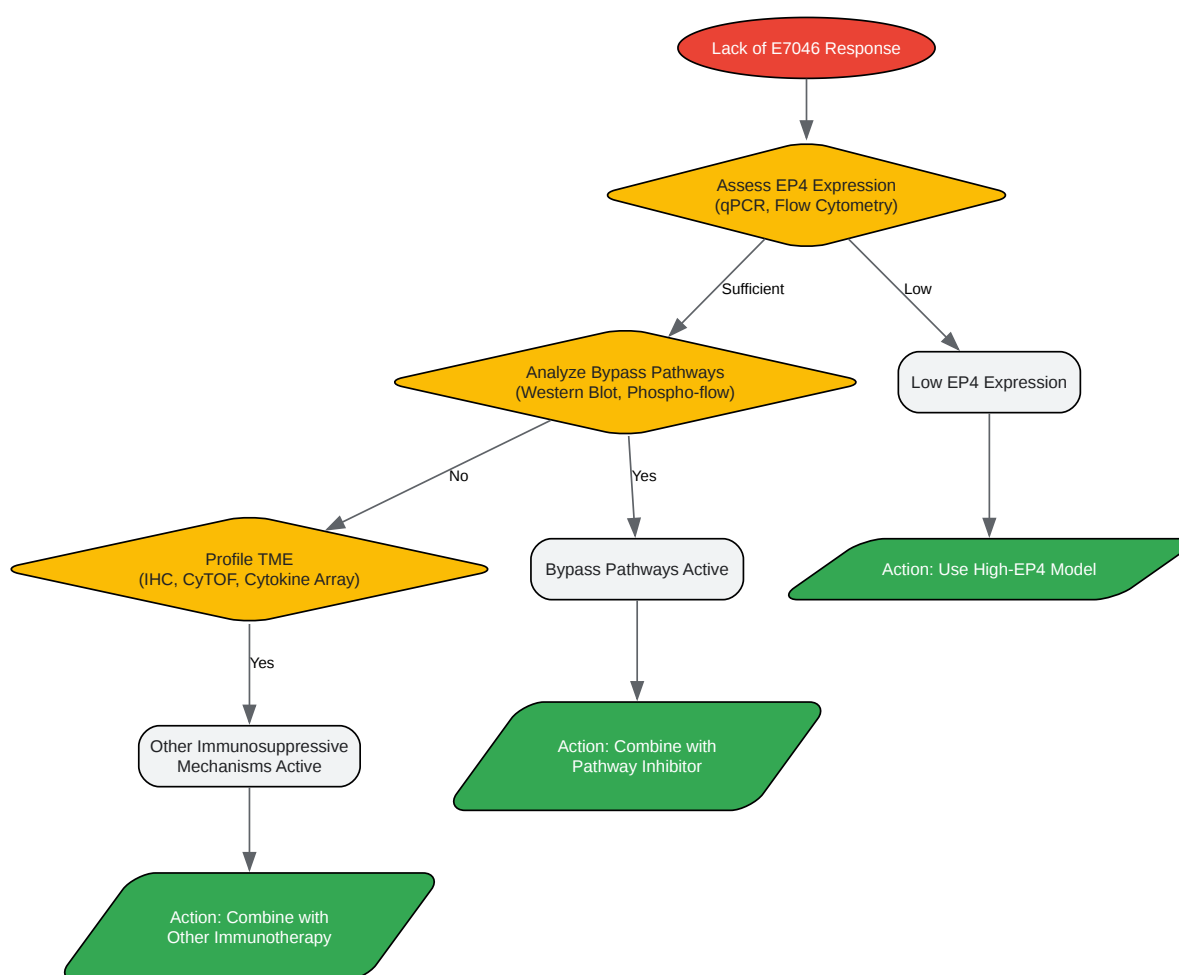 Lack of E7046 Response
Assess EP4 Expression
(qPCR, Flow Cytometry)
Sufficient
Low
Analyze Bypass Pathways
(Western Blot, Phospho-flow)
Low EP4 Expression
No
Yes
Profile TME
(IHC, CyTOF, Cytokine Array)
Bypass Pathways Active
Action: Use High-EP4 Model
Yes
Other Immunosuppressive
Mechanisms Active
Action: Combine with
Pathway Inhibitor
Action: Combine with
Other Immunotherapy